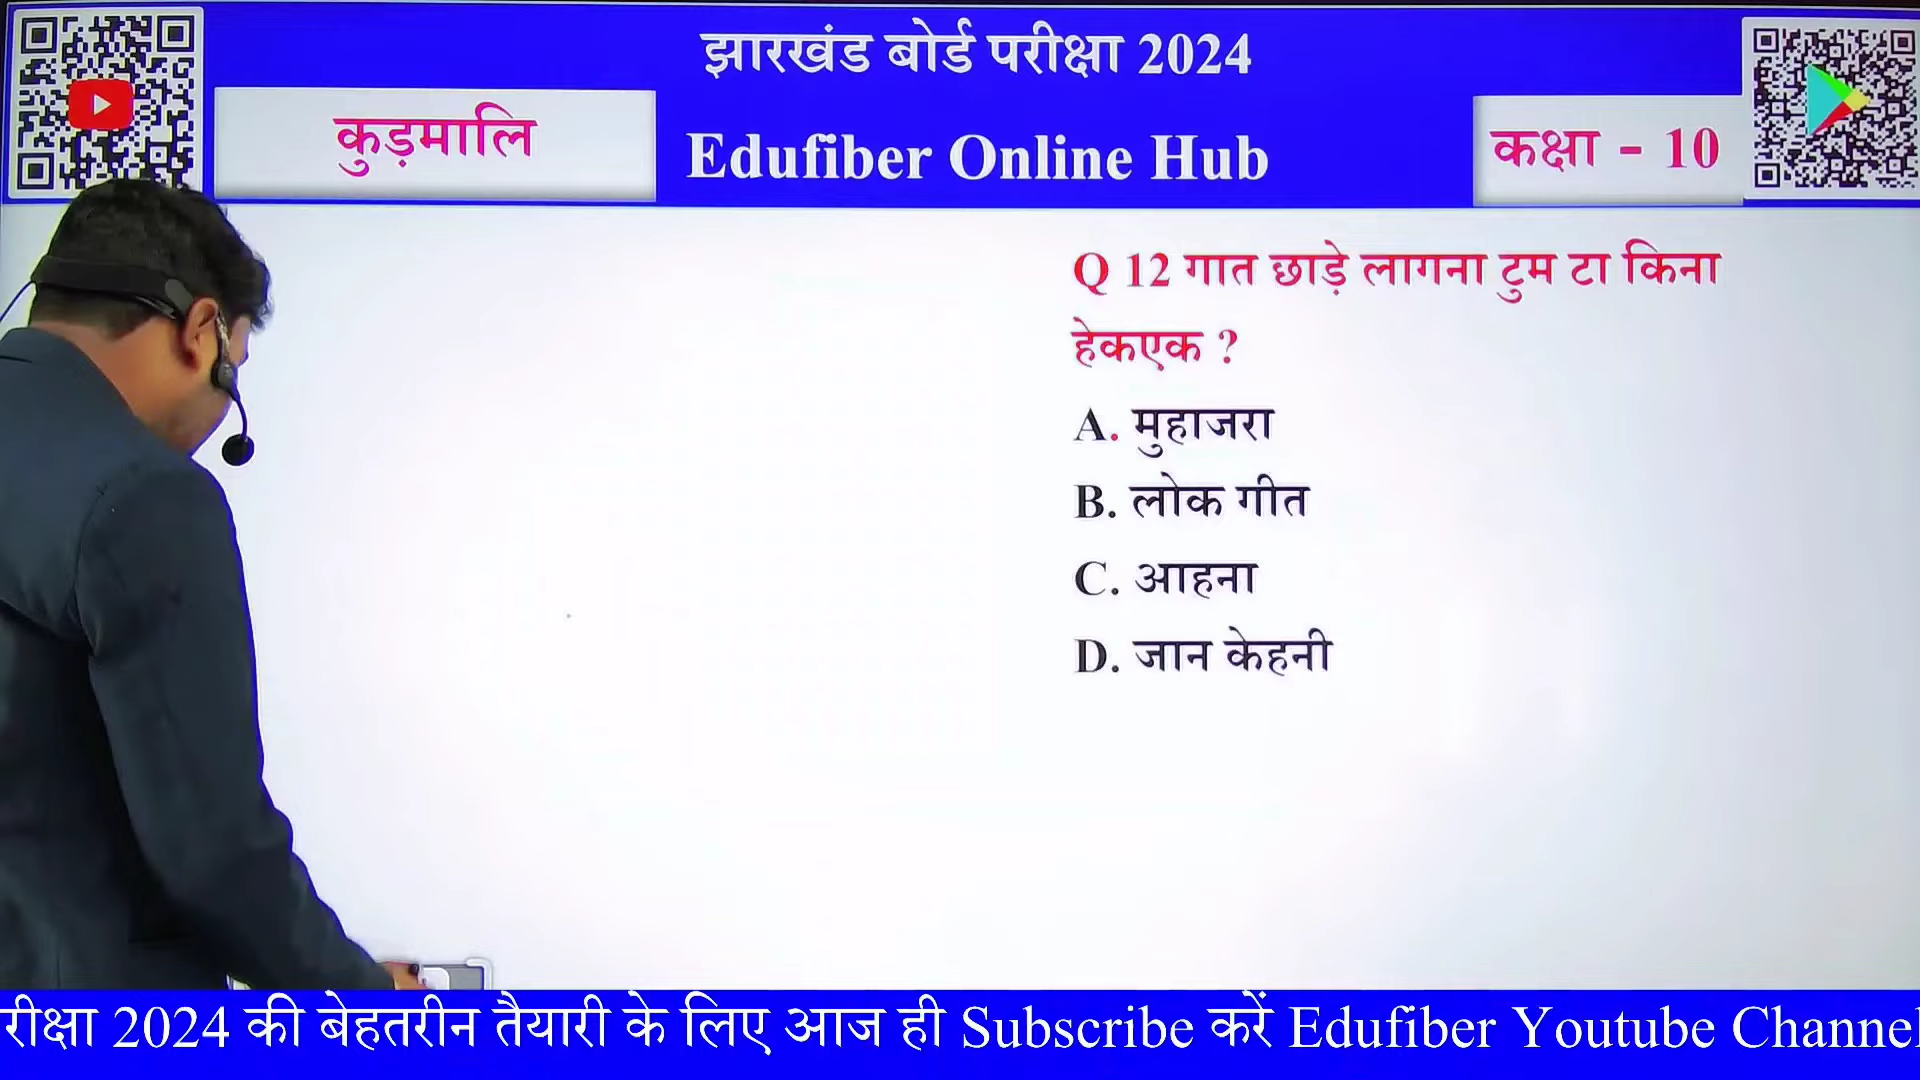 झारखंड बोर्ड परीक्षा 2024
कुड़मालि
Edufiber Online Hub
कक्षा - 10
Q 12 गात छाड़े लागना टुम टा किना
हेकएक ?
A. मुहाजरा
B. लोक गीत
C. आहना
D. जान केहनी
रीक्षा 2024 की बेहतरीन तैयारी के लिए आज ही Subscribe करें Edufiber Youtube Channel